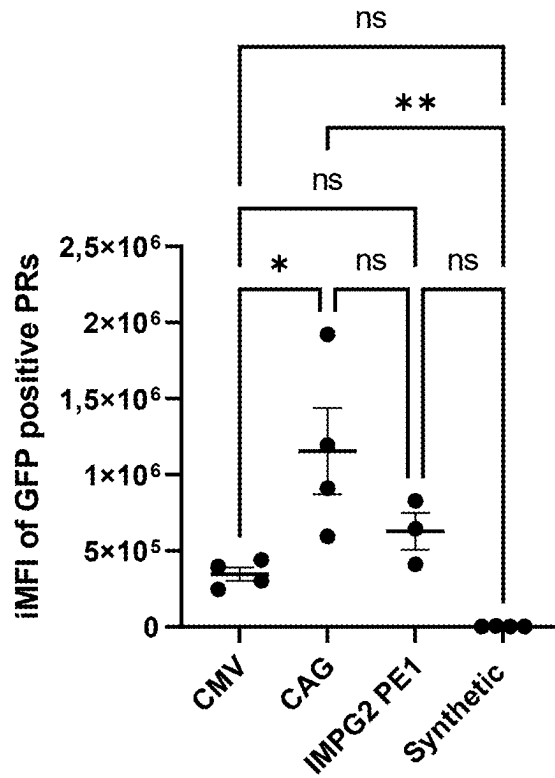 ns
**
ns
* ns ns
iMFI of GFP positive PRs
2,5×10⁶
2×10⁶
1,5×10⁶
1×10⁶
5×10⁵
0
CMV
CAG
IMPG2 PE1
Synthetic